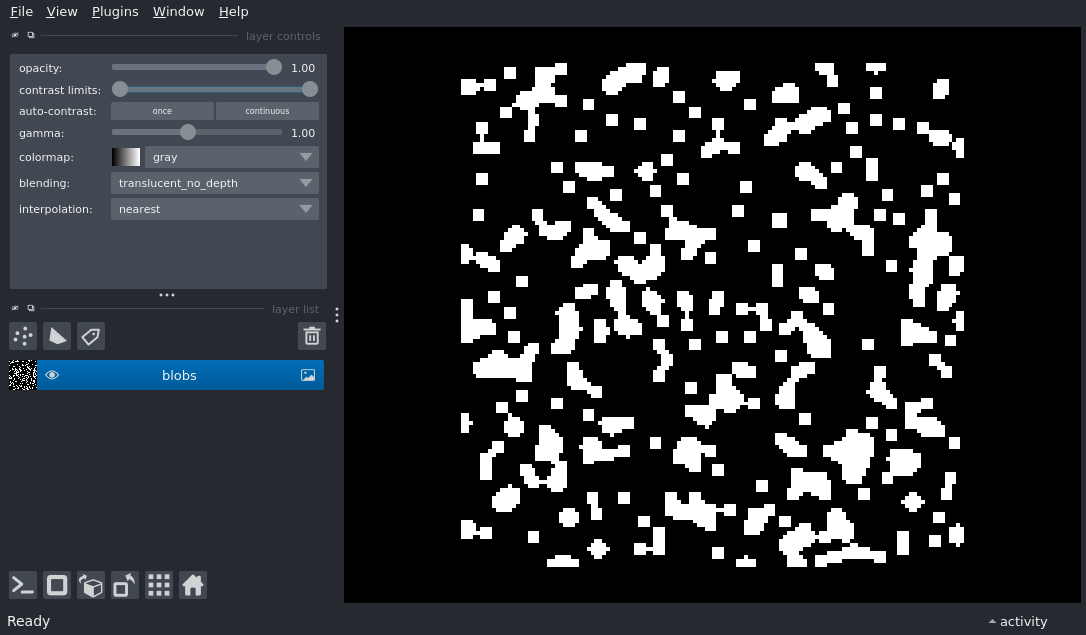 File View Plugins Window Help
layer controls
opacity: 1.00
contrast limits:
auto-contrast: once continuous
gamma: 1.00
colormap: gray
blending: translucent_no_depth
interpolation: nearest
layer list
blobs
Ready
activity